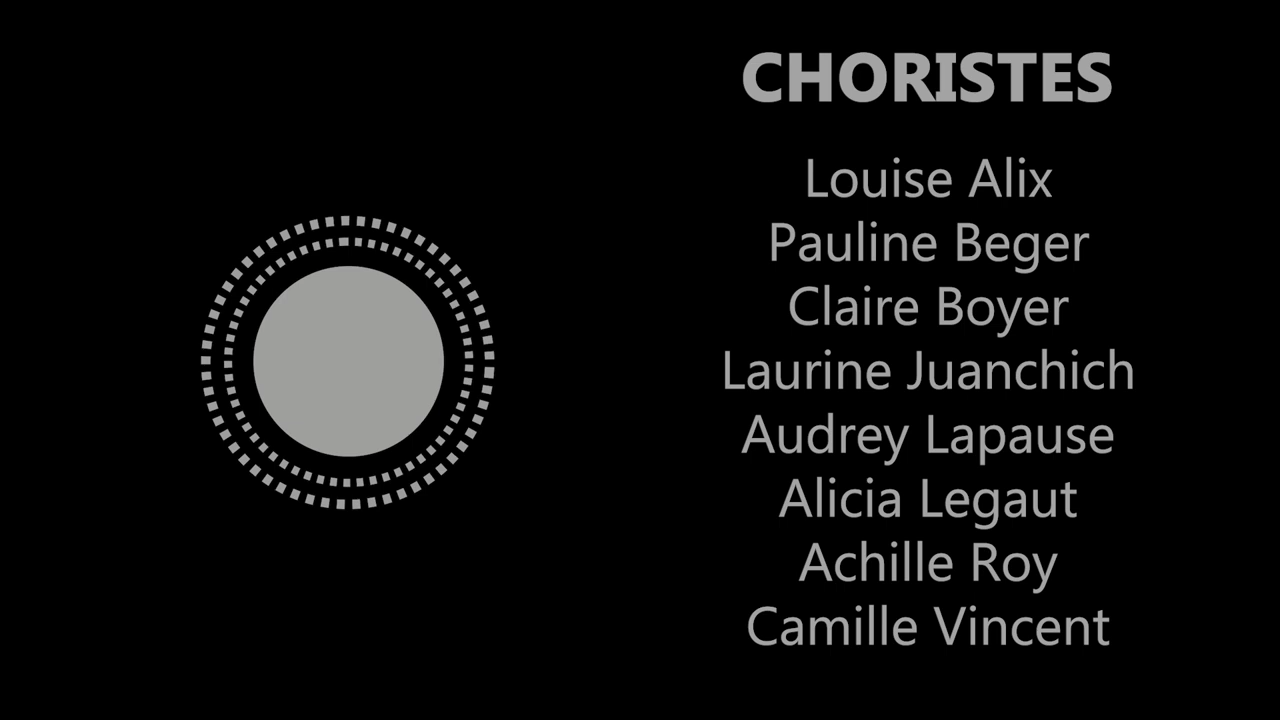 CHORISTES
Louise Alix
Pauline Beger
Claire Boyer
Laurine Juanchich
Audrey Lapause
Alicia Legaut
Achille Roy
Camille Vincent